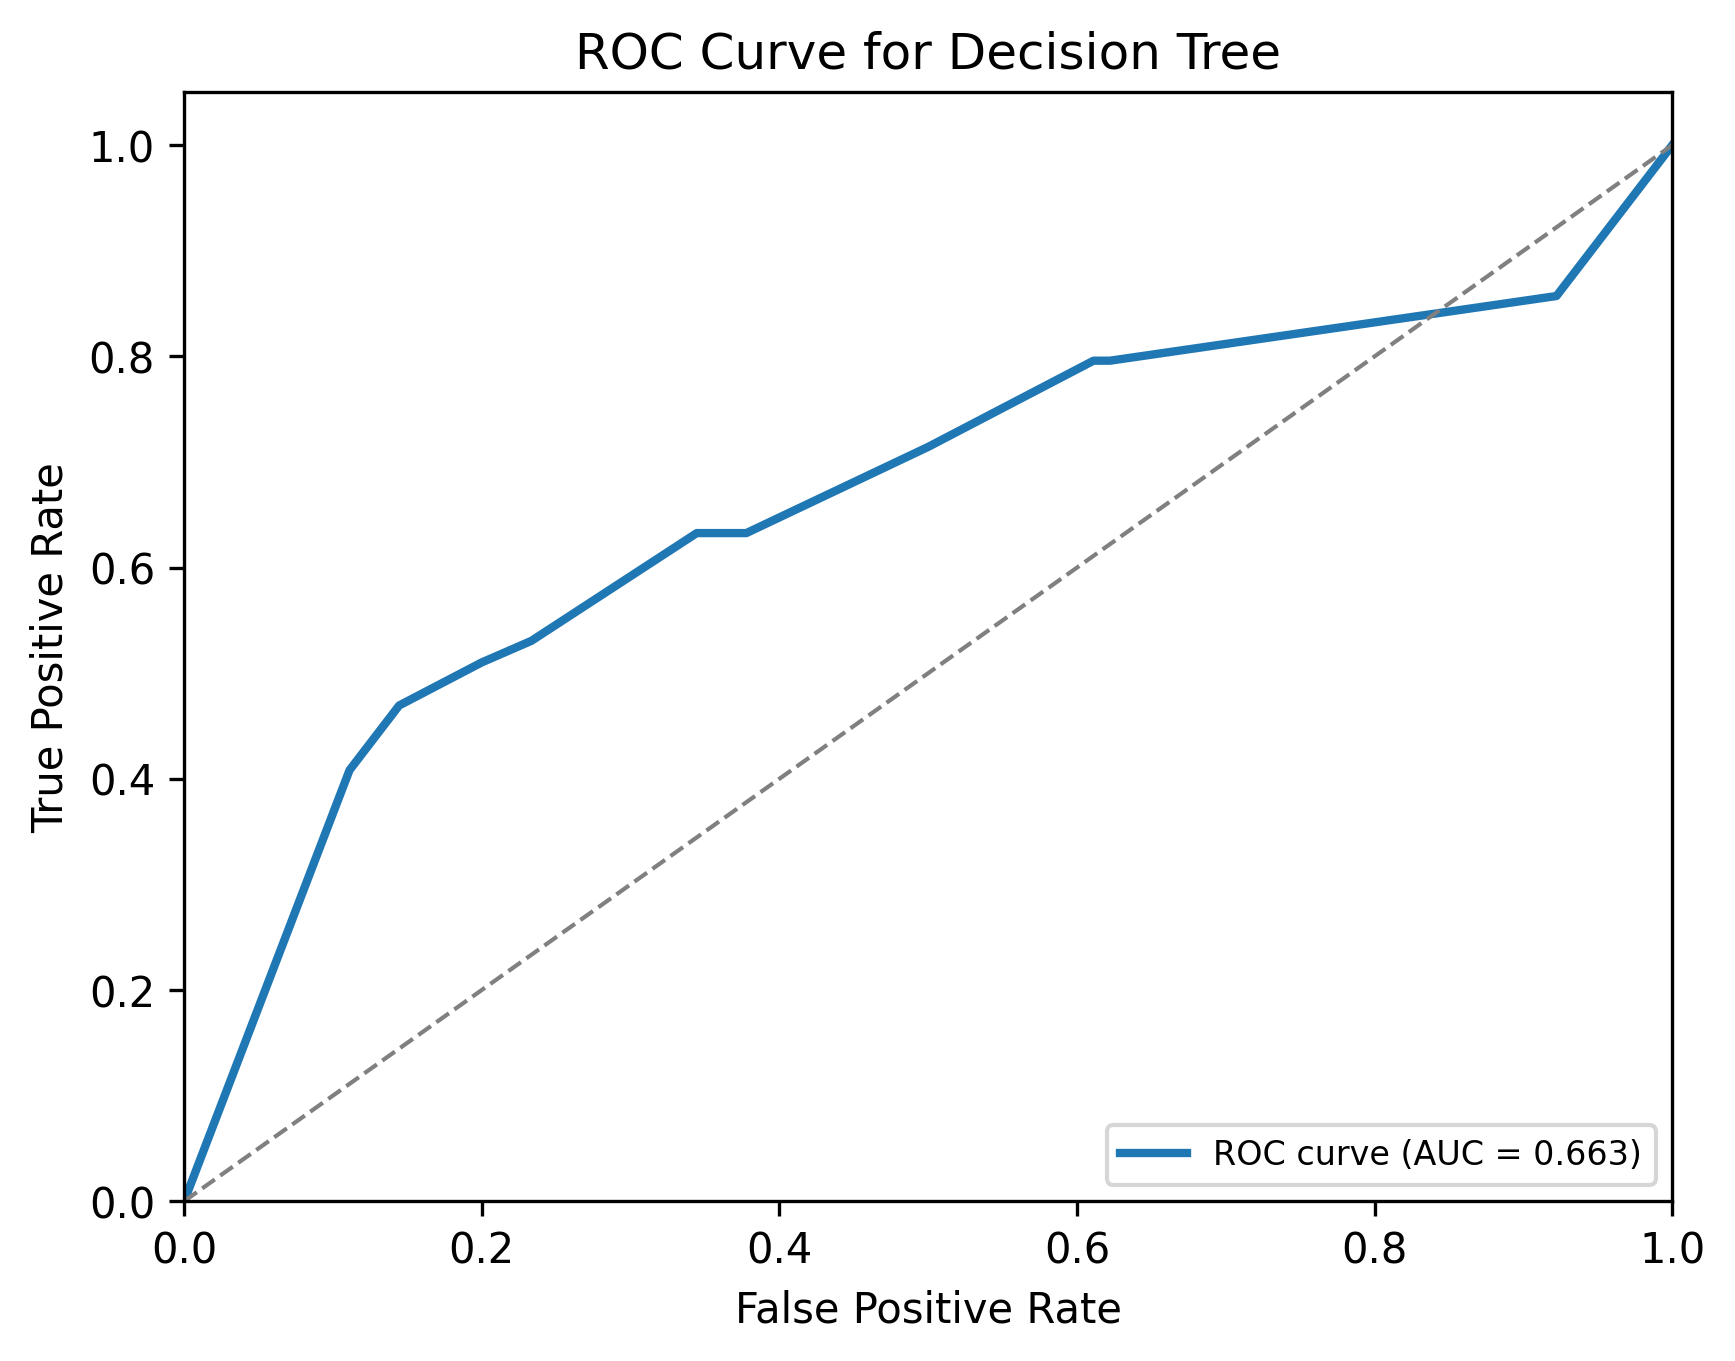 ROC Curve for Decision Tree
True Positive Rate
1.0
0.8
0.6
0.4
0.2
0.0
ROC curve (AUC = 0.663)
0.0 0.2 0.4 0.6 0.8 1.0
False Positive Rate